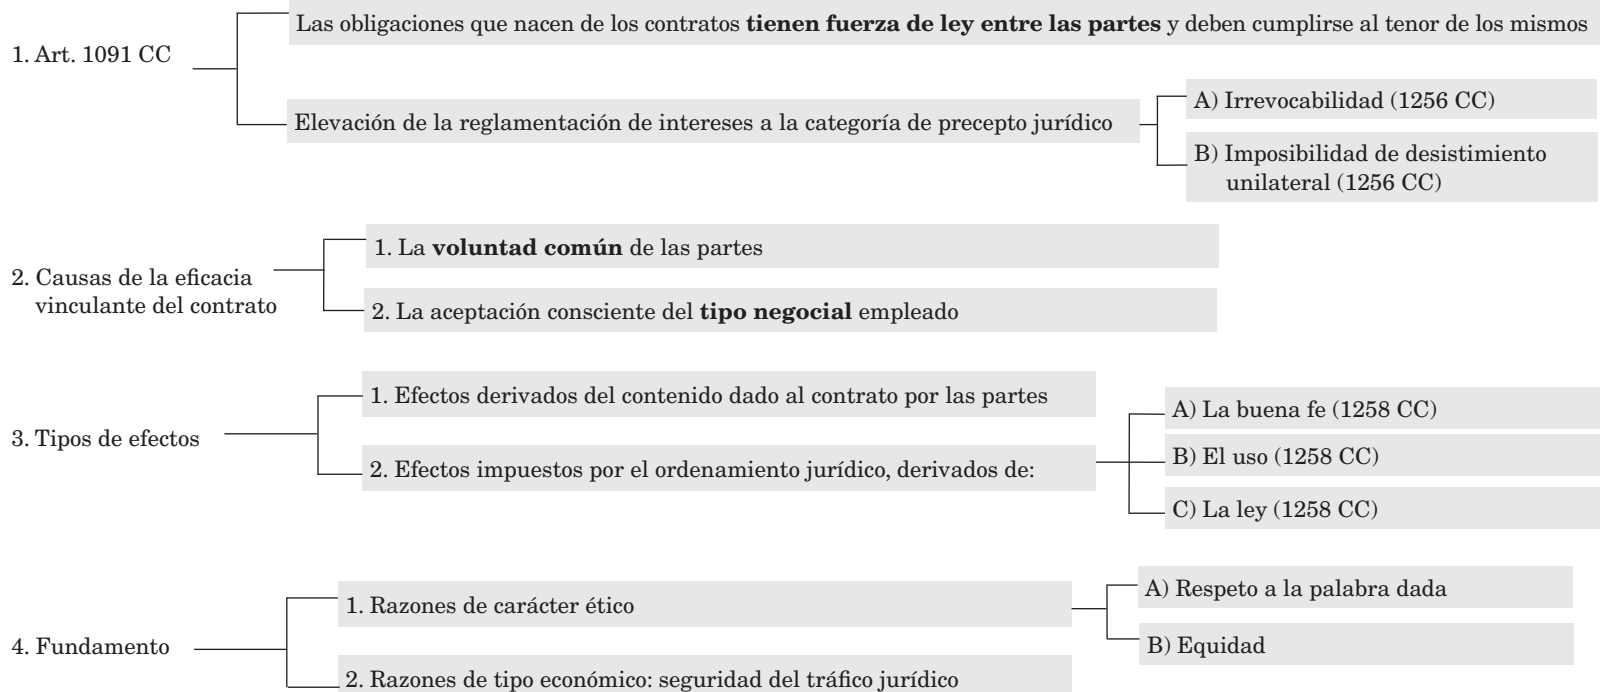 1. Art. 1091 CC
Las obligaciones que nacen de los contratos tienen fuerza de ley entre las partes y deben cumplirse al tenor de los mismos
Elevación de la reglamentación de intereses a la categoría de precepto jurídico
A) Irrevocabilidad (1256 CC)
B) Imposibilidad de desistimiento
unilateral (1256 CC)
2. Causas de la eficacia
vinculante del contrato
1. La voluntad común de las partes
2. La aceptación consciente del tipo negocial empleado
3. Tipos de efectos
1. Efectos derivados del contenido dado al contrato por las partes
2. Efectos impuestos por el ordenamiento jurídico, derivados de:
A) La buena fe (1258 CC)
B) El uso (1258 CC)
C) La ley (1258 CC)
4. Fundamento
1. Razones de carácter ético
A) Respeto a la palabra dada
B) Equidad
2. Razones de tipo económico: seguridad del tráfico jurídico